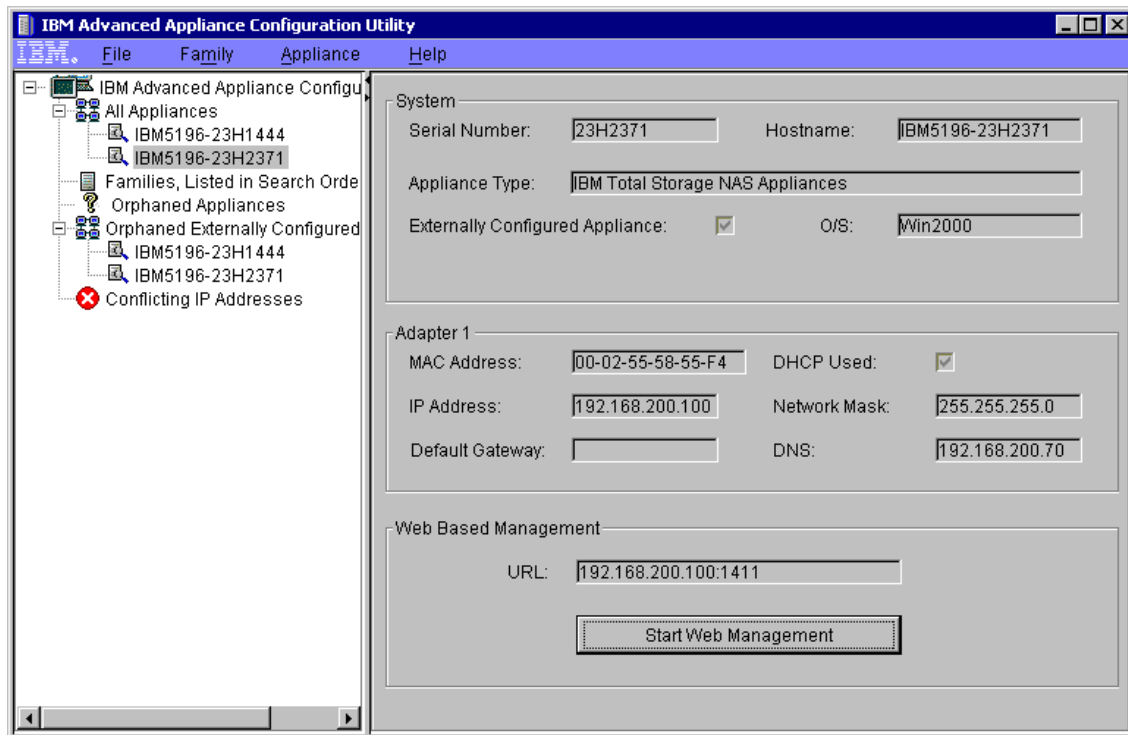 IBM Advanced Appliance Configuration Utility
IBM. File Family Appliance Help
IBM Advanced Appliance Configu
All Appliances
IBM5196-23H1444
IBM5196-23H2371
Families, Listed in Search Orde
Orphaned Appliances
Orphaned Externally Configured
IBM5196-23H1444
IBM5196-23H2371
Conflicting IP Addresses
System
Serial Number: 23H2371 Hostname: IBM5196-23H2371
Appliance Type: IBM Total Storage NAS Appliances
Externally Configured Appliance: O/S: Win2000
Adapter 1
MAC Address: 00-02-55-58-55-F4 DHCP Used:
IP Address: 192.168.200.100 Network Mask: 255.255.255.0
Default Gateway: DNS: 192.168.200.70
Web Based Management
URL: 192.168.200.100:1411
Start Web Management